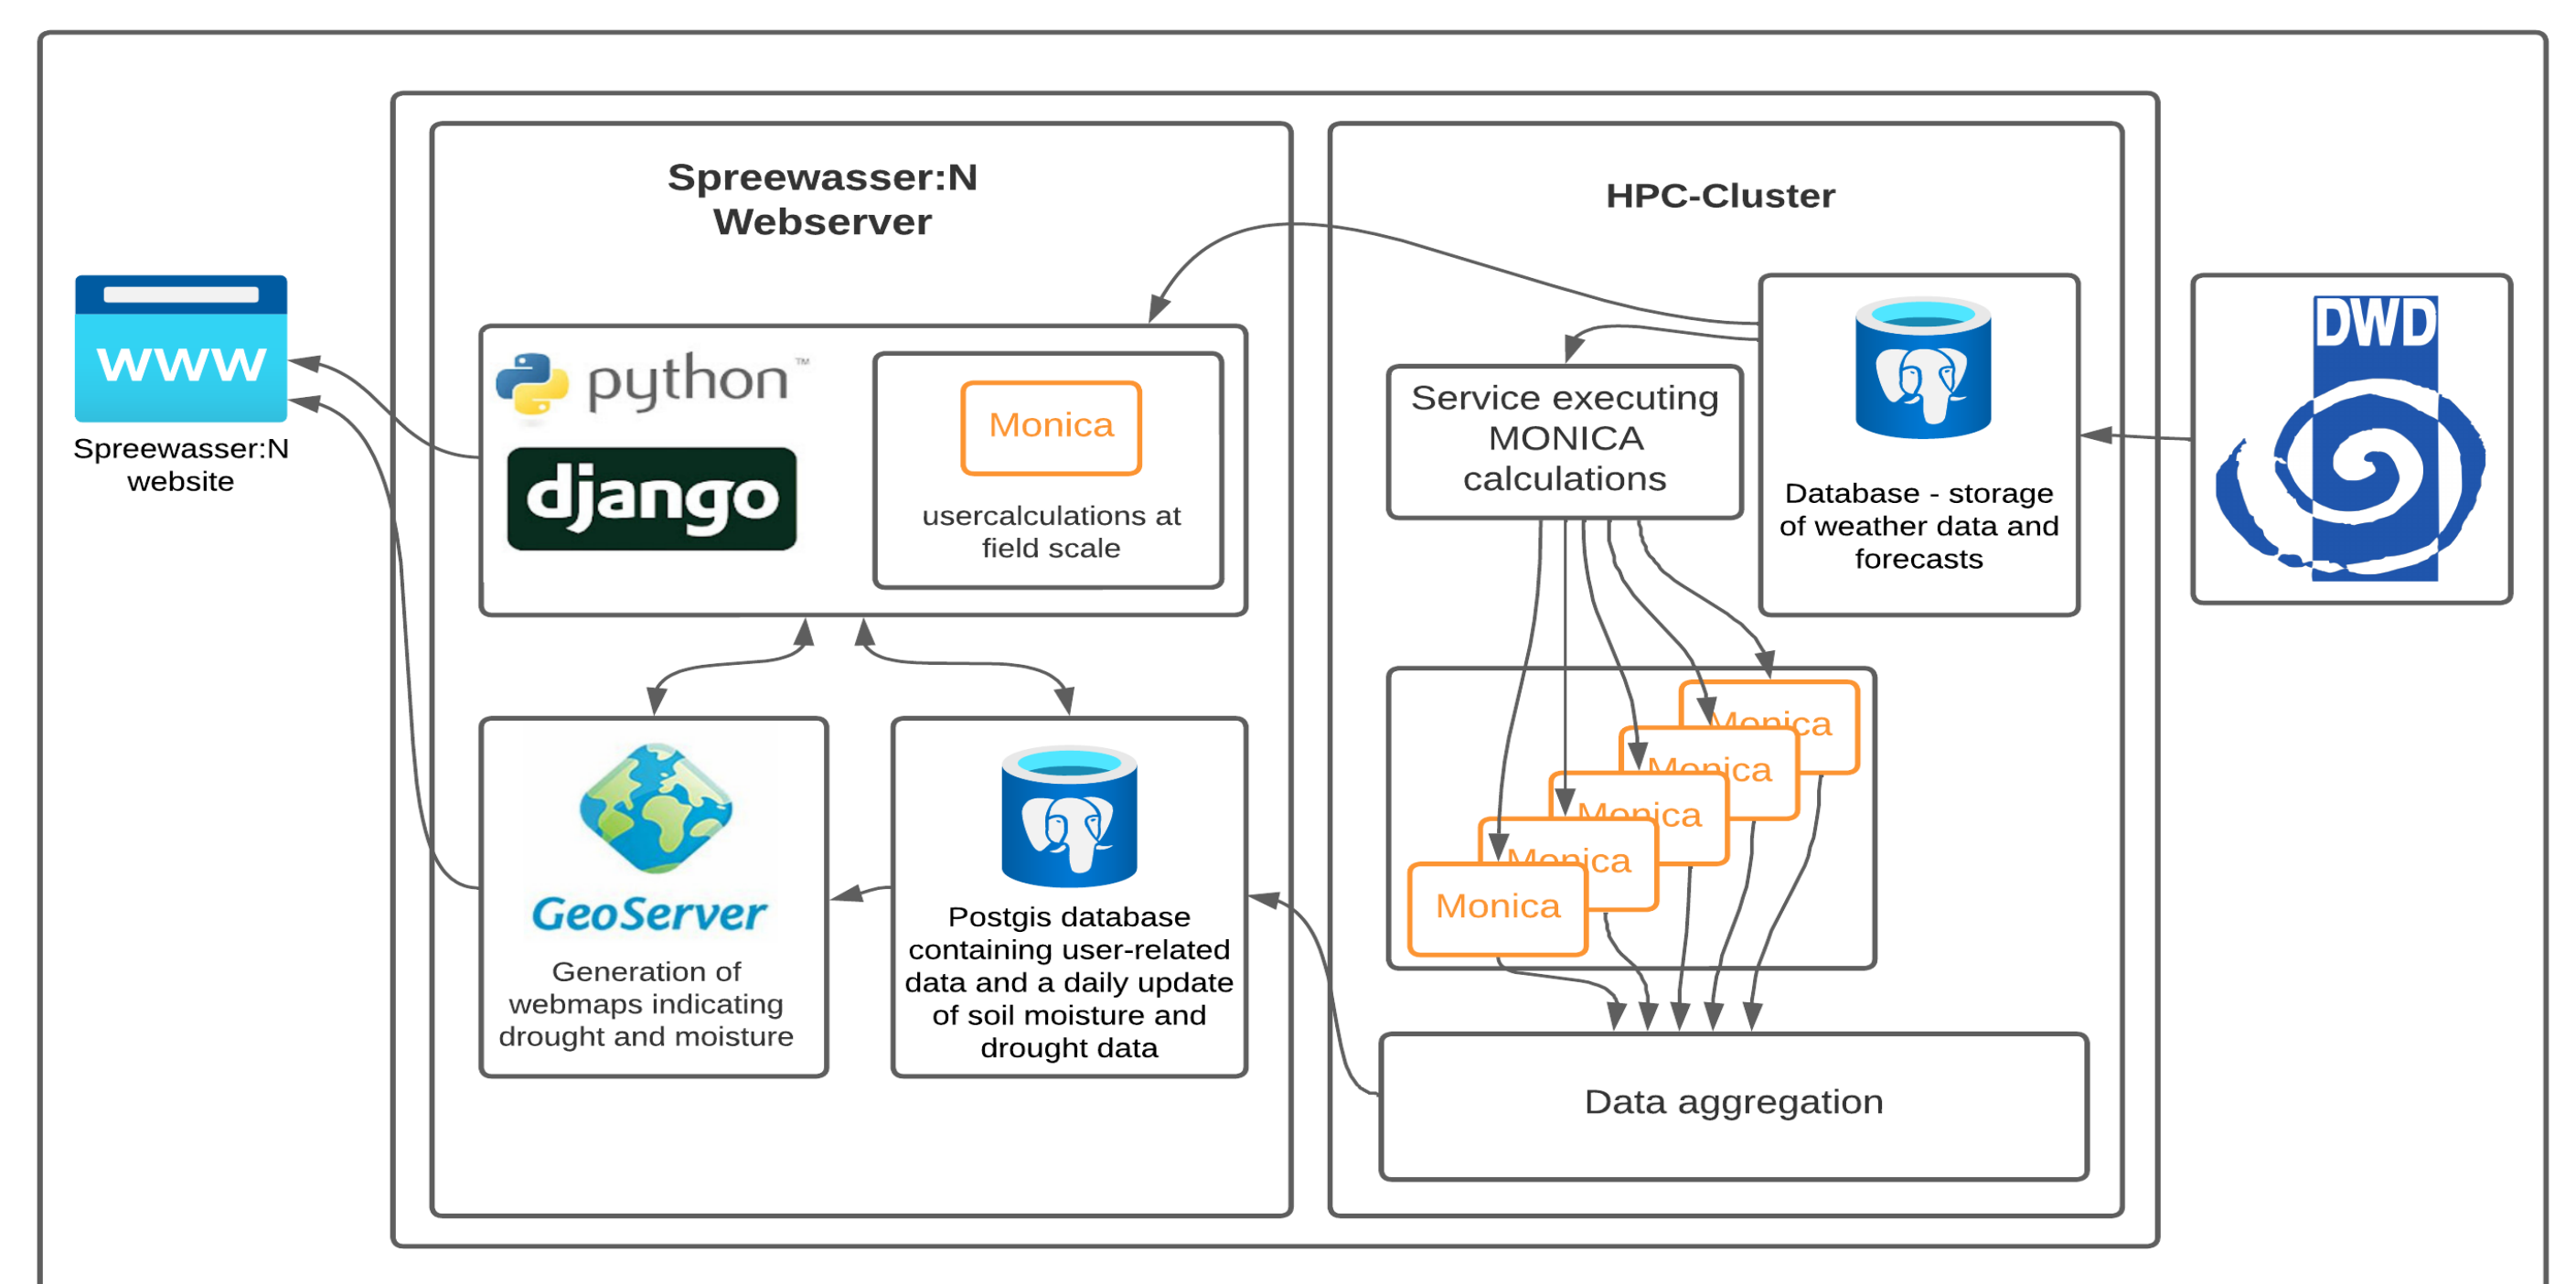 Spreewasser:N
Webserver
HPC-Cluster
www
Spreewasser:N
website
python™
django
Monica
usercalculations at
field scale
Service executing
MONICA
calculations
Database - storage
of weather data and
forecasts
DWD
GeoServer
Generation of
webmaps indicating
drought and moisture
Postgis database
containing user-related
data and a daily update
of soil moisture and
drought data
Monica
Monica
Monica
Monica
Monica
Data aggregation